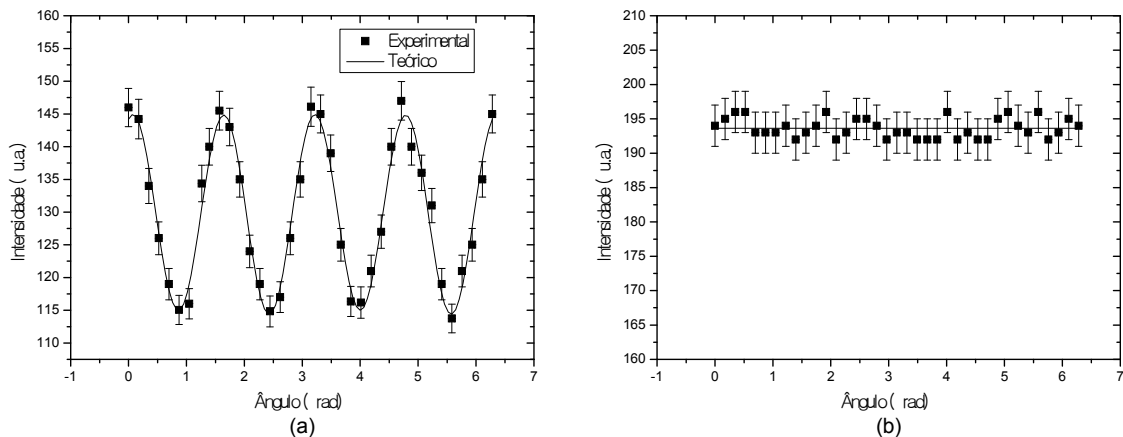 160
155
150
145
140
135
130
125
120
115
110
Intensidade ( u.a.)
Experimental
Teórico
-1 0 1 2 3 4 5 6 7
Ângulo ( rad)
(a)
210
205
200
195
190
185
180
175
170
165
160
Intensidade ( u.a.)
-1 0 1 2 3 4 5 6 7
Ângulo ( rad)
(b)